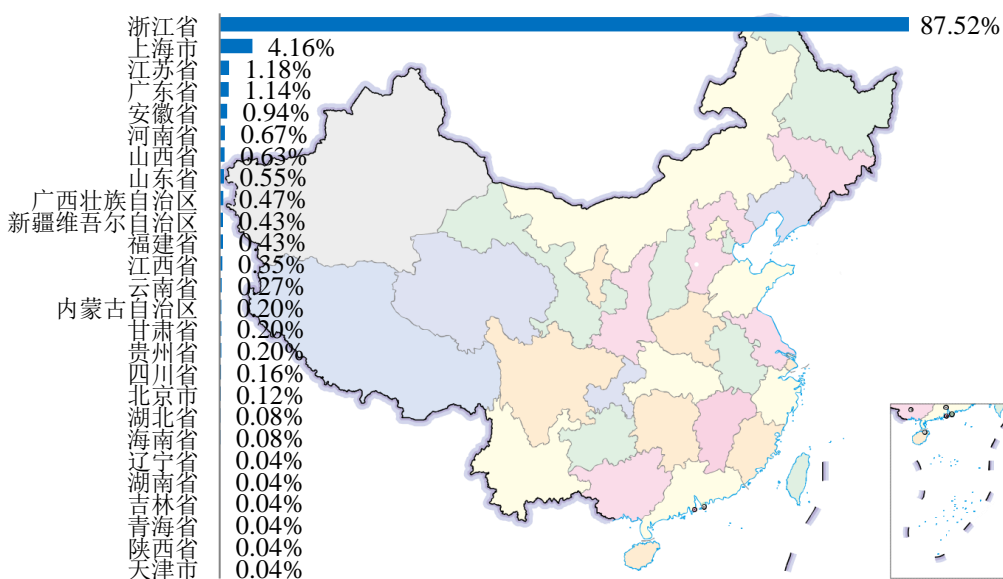 浙江省 87.52%
上海市 4.16%
江苏省 1.18%
广东省 1.14%
安徽省 0.94%
河南省 0.67%
山西省 0.63%
山东省 0.55%
广西壮族自治区 0.47%
新疆维吾尔自治区 0.43%
福建省 0.43%
江西省 0.35%
云南省 0.27%
内蒙古自治区 0.20%
甘肃省 0.20%
贵州省 0.20%
四川省 0.16%
北京市 0.12%
湖北省 0.08%
海南省 0.08%
辽宁省 0.04%
湖南省 0.04%
吉林省 0.04%
青海省 0.04%
陕西省 0.04%
天津市 0.04%